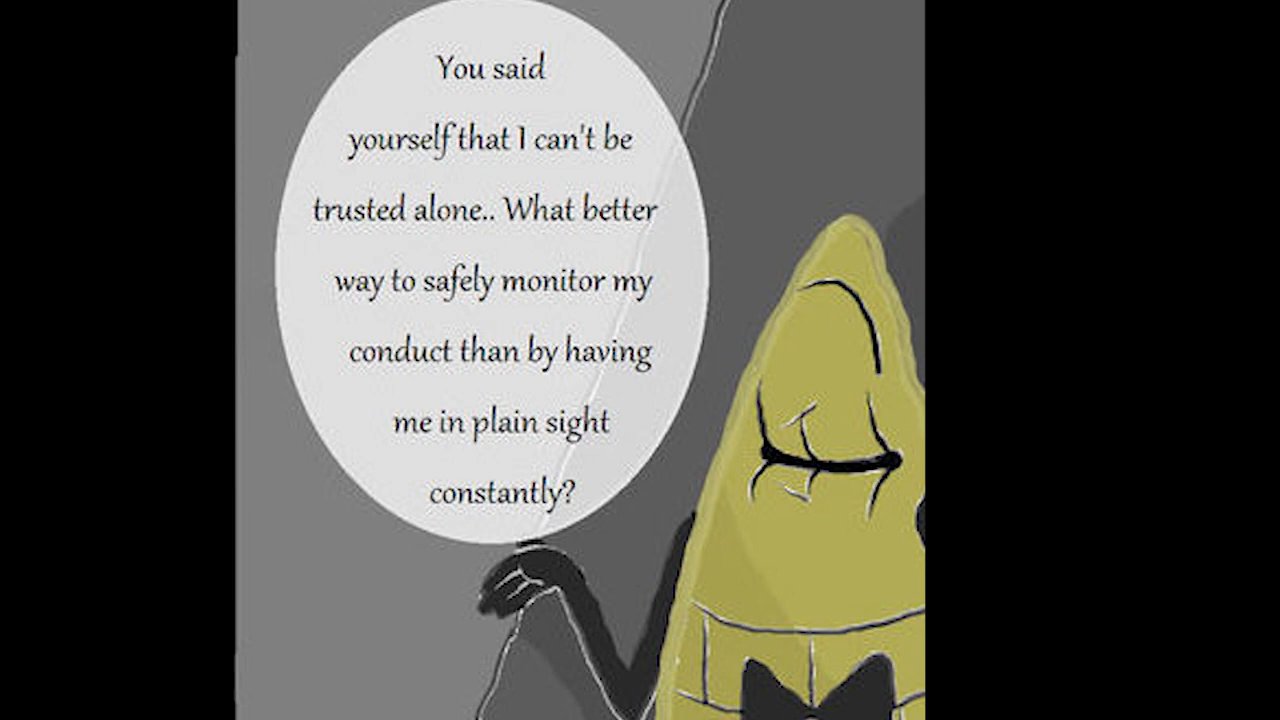 You said
yourself that I can't be
trusted alone.. What better
way to safely monitor my
conduct than by having
me in plain sight
constantly?